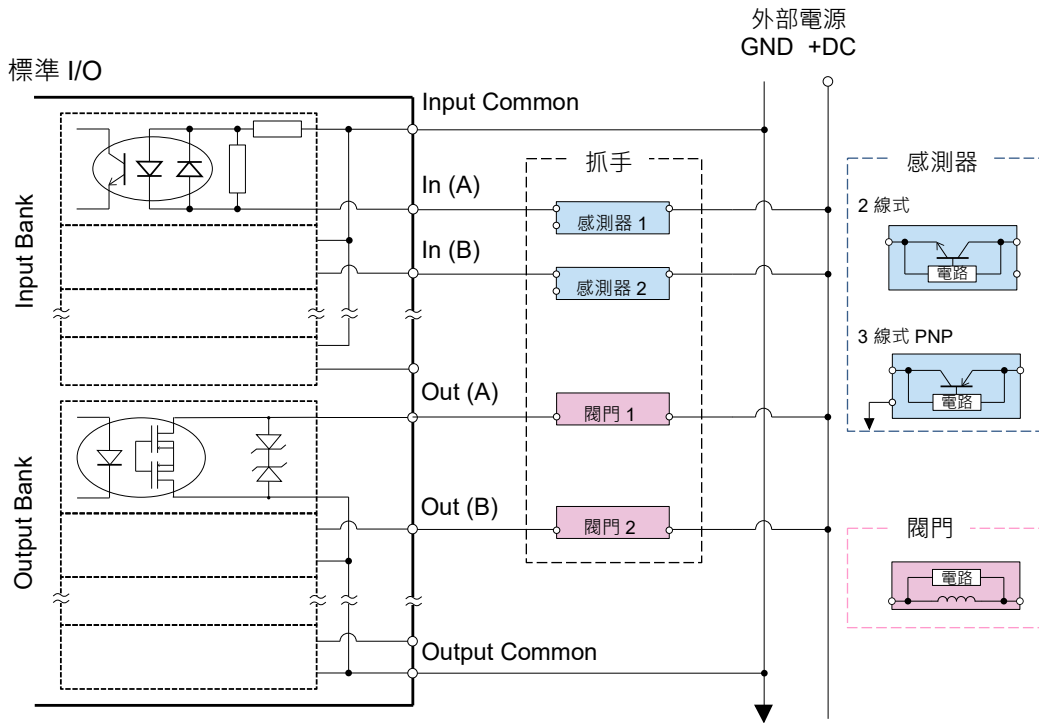 外部電源
GND +DC
標準 I/O
Input Common
抓手
感測器
In (A)
2 線式
感測器 1
電路
In (B)
Input Bank
感測器 2
3 線式 PNP
電路
Out (A)
閥門 1
Out (B)
閥門 2
閥門
Output Bank
電路
Output Common